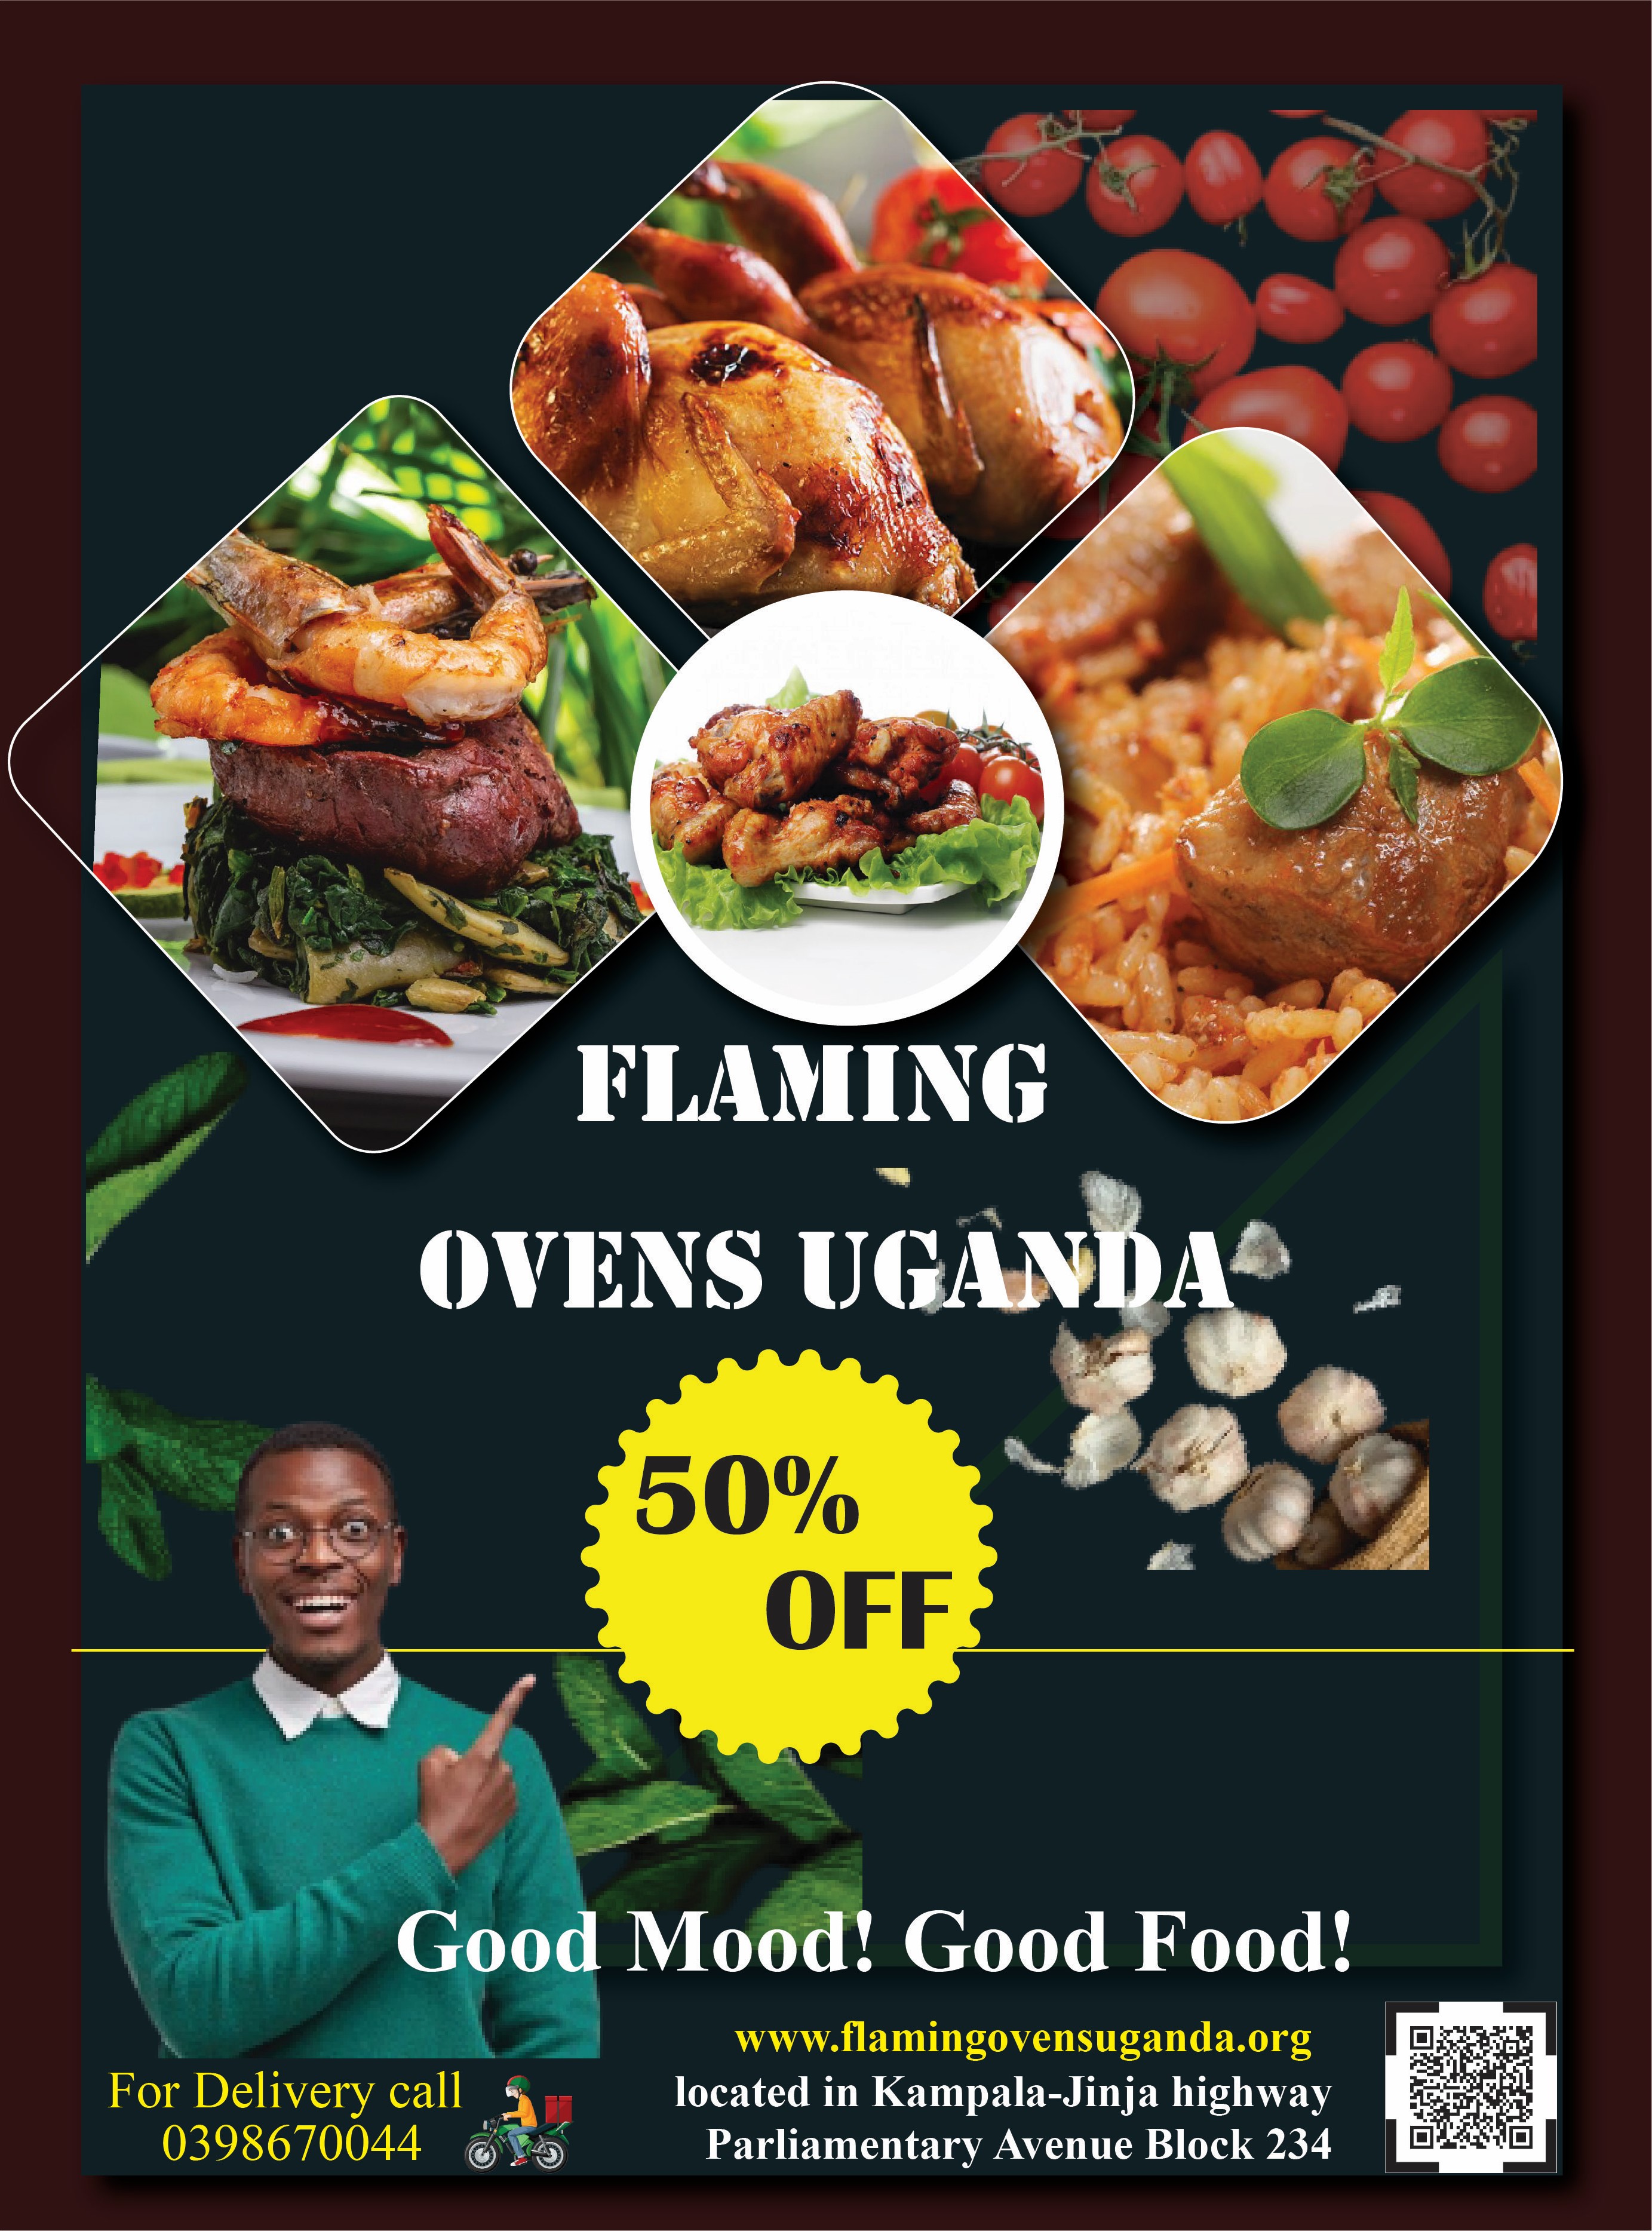 FLAMING
OVENS UGANDA
50%
OFF
Good Mood! Good Food!
www.flamingovensuganda.org
located in Kampala-Jinja highway
Parliamentary Avenue Block 234
For Delivery call
0398670044